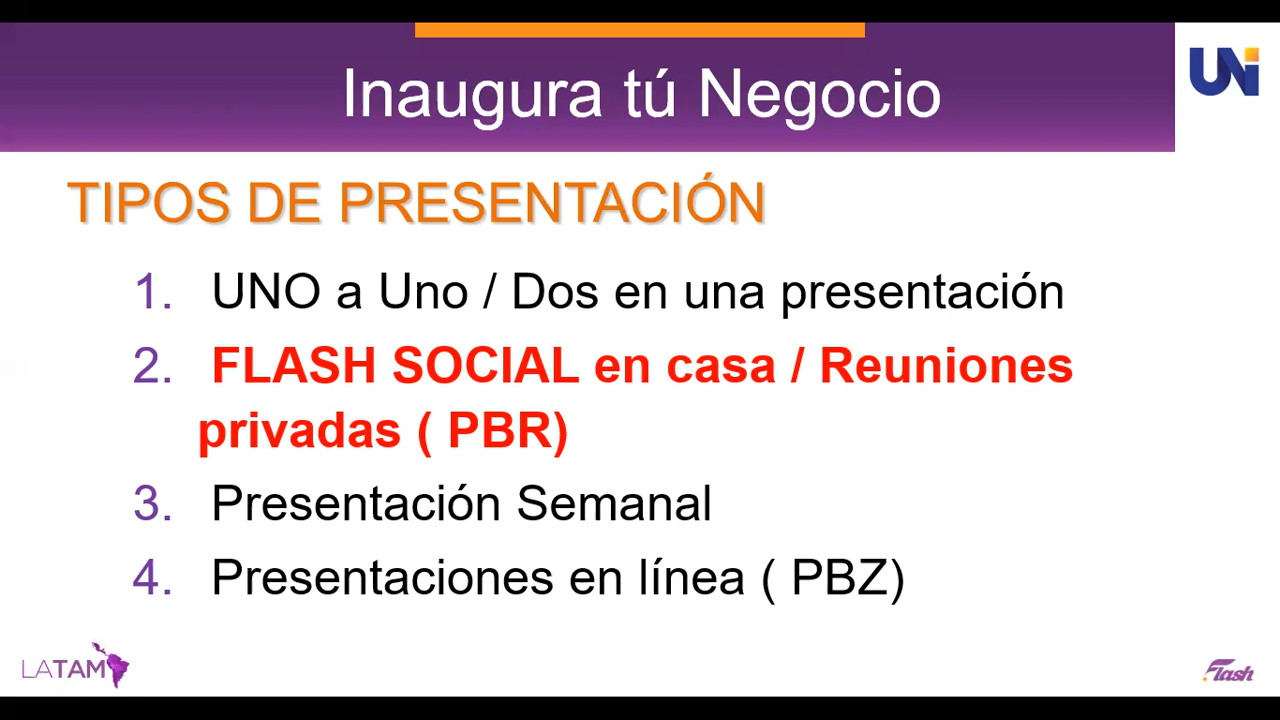 Inaugura tú Negocio
UNi
TIPOS DE PRESENTACIÓN
1. UNO a Uno / Dos en una presentación
2. FLASH SOCIAL en casa / Reuniones
privadas ( PBR)
3. Presentación Semanal
4. Presentaciones en línea ( PBZ)
LATAM
Flash